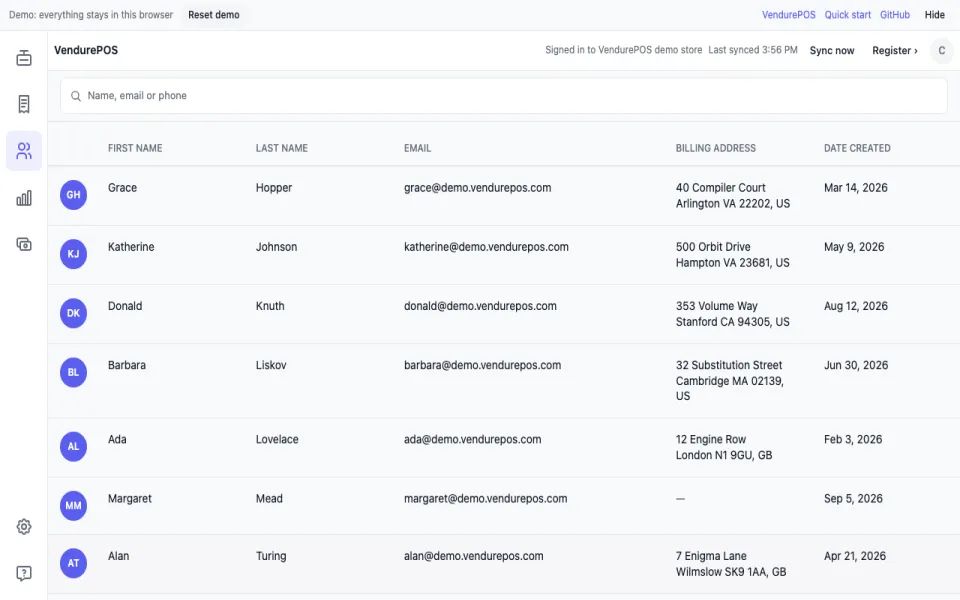 Demo: everything stays in this browser Reset demo VendurePOS Quick start GitHub Hide
VendurePOS Signed in to VendurePOS demo store Last synced 3:56 PM Sync now Register › C
Name, email or phone
FIRST NAME LAST NAME EMAIL BILLING ADDRESS DATE CREATED
GH Grace Hopper grace@demo.vendurepos.com 40 Compiler Court Mar 14, 2026
Arlington VA 22202, US
KJ Katherine Johnson katherine@demo.vendurepos.com 500 Orbit Drive May 9, 2026
Hampton VA 23681, US
DK Donald Knuth donald@demo.vendurepos.com 353 Volume Way Aug 12, 2026
Stanford CA 94305, US
BL Barbara Liskov barbara@demo.vendurepos.com 32 Substitution Street Jun 30, 2026
Cambridge MA 02139,
US
AL Ada Lovelace ada@demo.vendurepos.com 12 Engine Row Feb 3, 2026
London N1 9GU, GB
MM Margaret Mead margaret@demo.vendurepos.com — Sep 5, 2026
AT Alan Turing alan@demo.vendurepos.com 7 Enigma Lane Apr 21, 2026
Wilmslow SK9 1AA, GB